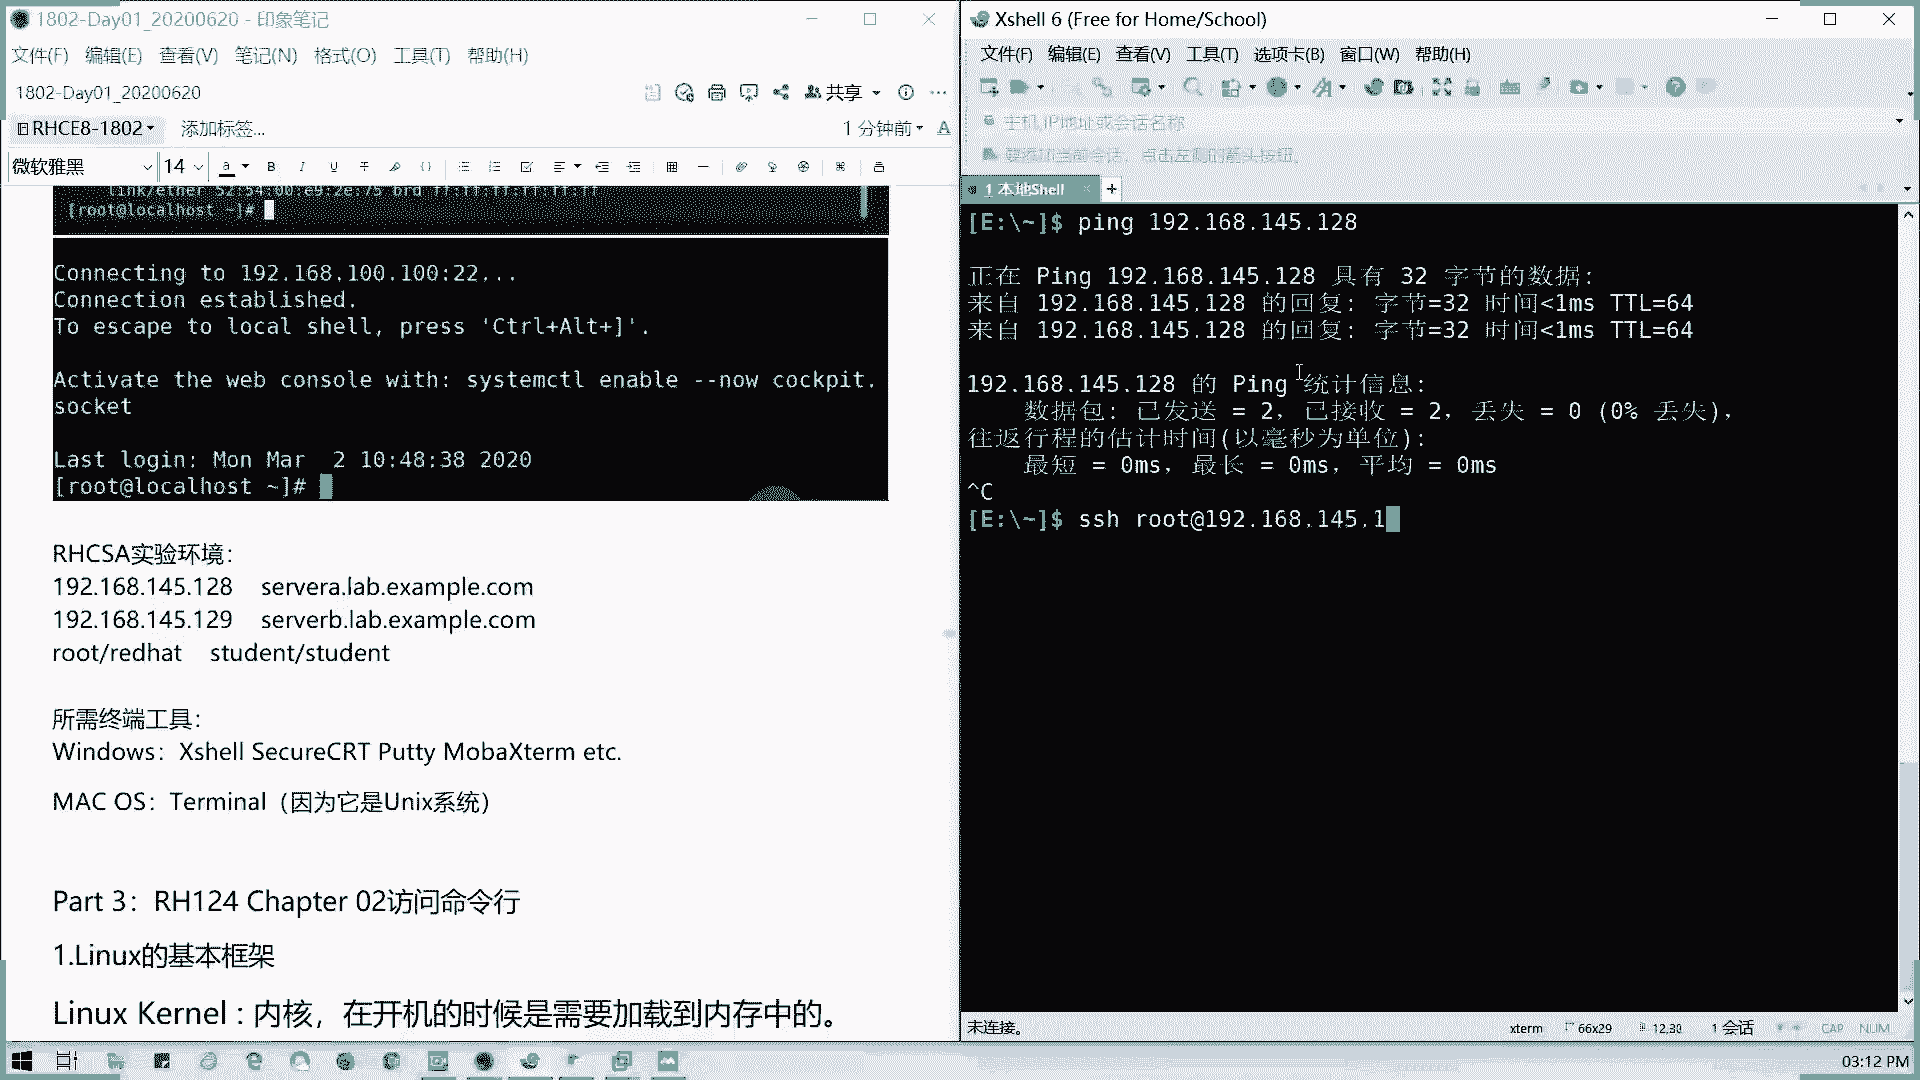 1802-Day01_20200620 - 印象笔记
文件(F) 编辑(E) 查看(V) 笔记(N) 格式(O) 工具(T) 帮助(H)
1802-Day01_20200620
共享
RHCE8-1802 添加标签...
1 分钟前
微软雅黑 14
link/ether 52:54:00:e9:2e:75 brd ff:ff:ff:ff:ff:ff
[root@localhost ~]#
Connecting to 192.168.100.100:22...
Connection established.
To escape to local shell, press 'Ctrl+Alt+]'.
Activate the web console with: systemctl enable --now cockpit.
socket
Last login: Mon Mar  2 10:48:38 2020
[root@localhost ~]#
RHCSA实验环境：
192.168.145.128 servera.lab.example.com
192.168.145.129 serverb.lab.example.com
root/redhat student/student
所需终端工具：
Windows：Xshell SecureCRT Putty MobaXterm etc.
MAC OS：Terminal（因为它是Unix系统）
Part 3：RH124 Chapter 02访问命令行
1.Linux的基本框架
Linux Kernel : 内核，在开机的时候是需要加载到内存中的。
Xshell 6 (Free for Home/School)
文件(F) 编辑(E) 查看(V) 工具(T) 选项卡(B) 窗口(W) 帮助(H)
主机,IP地址或会话名称
要添加当前会话，点击左侧的箭头按钮。
1 本地Shell
[E:\~]$ ping 192.168.145.128
正在 Ping 192.168.145.128 具有 32 字节的数据:
来自 192.168.145.128 的回复: 字节=32 时间<1ms TTL=64
来自 192.168.145.128 的回复: 字节=32 时间<1ms TTL=64
192.168.145.128 的 Ping 统计信息:
数据包: 已发送 = 2，已接收 = 2，丢失 = 0 (0% 丢失)，
往返行程的估计时间(以毫秒为单位):
最短 = 0ms，最长 = 0ms，平均 = 0ms
^C
[E:\~]$ ssh root@192.168.145.1
未连接。
xterm 66x29 12,30 1 会话 CAP NUM
03:12 PM